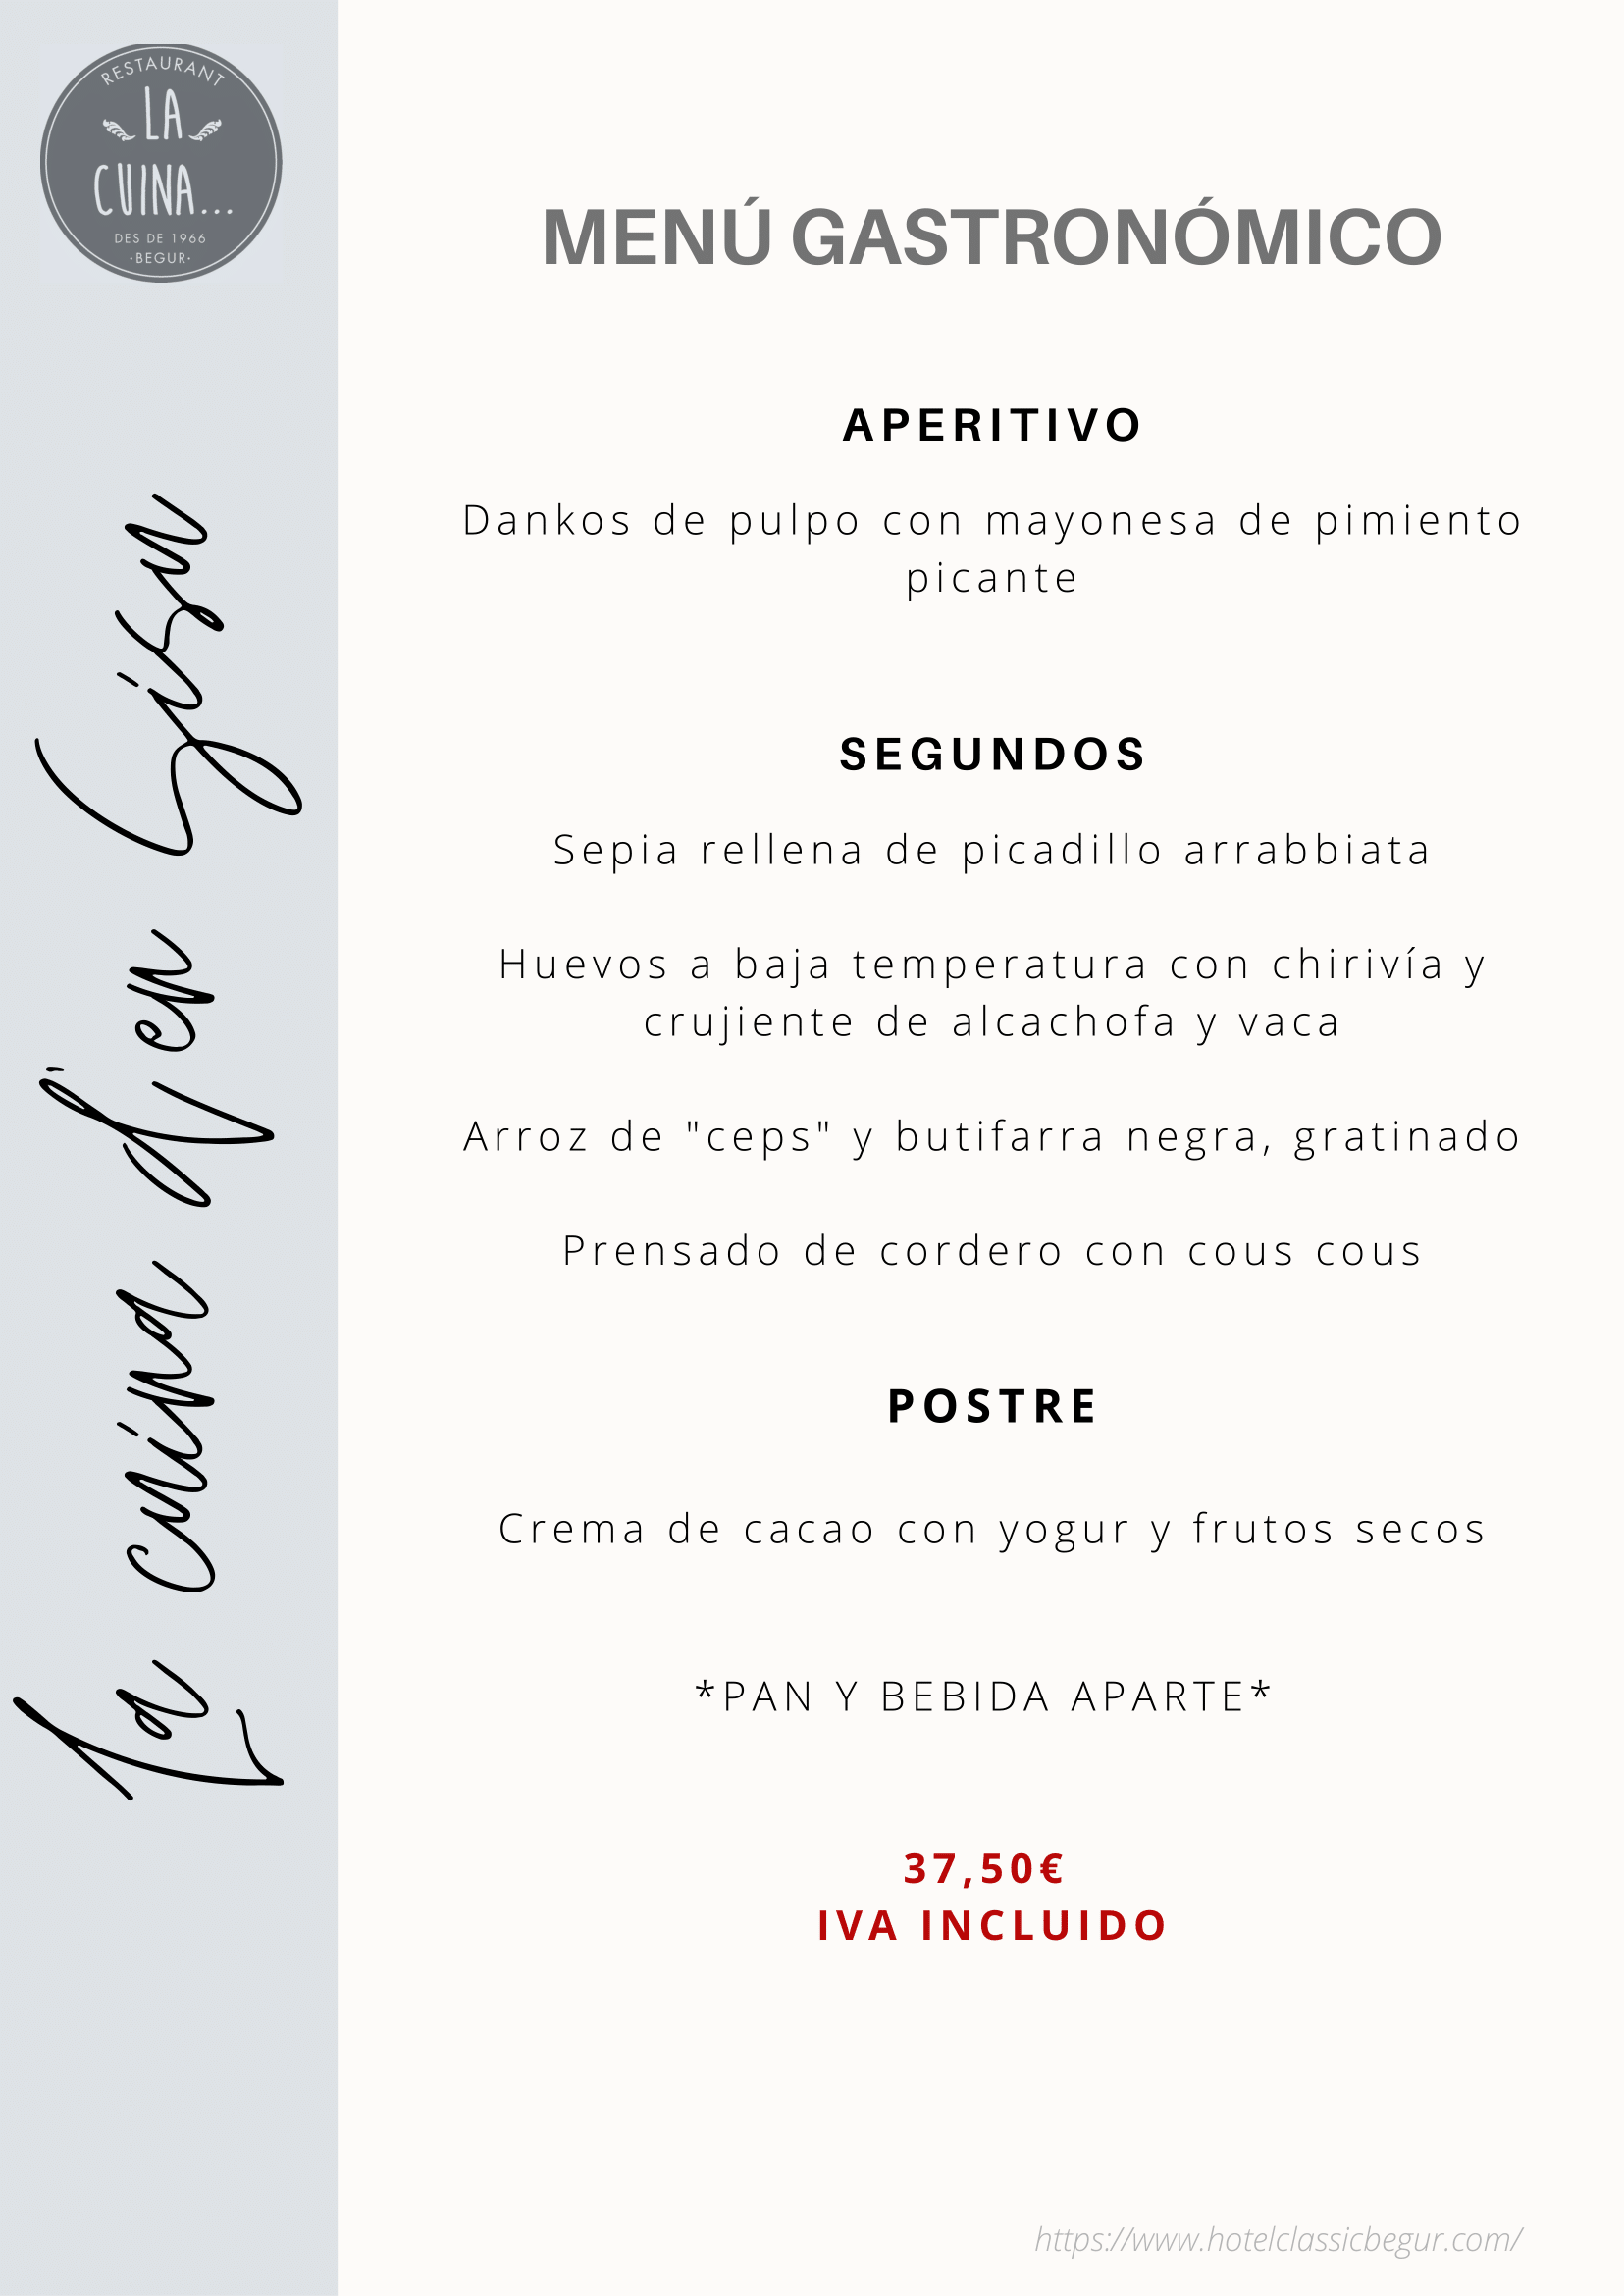 RESTAURANT
LA
CUINA...
DES DE 1966
·BEGUR·
La cuina d'en Sisu
MENÚ GASTRONÓMICO
APERITIVO
Dankos de pulpo con mayonesa de pimiento
picante
SEGUNDOS
Sepia rellena de picadillo arrabbiata
Huevos a baja temperatura con chirivía y
crujiente de alcachofa y vaca
Arroz de "ceps" y butifarra negra, gratinado
Prensado de cordero con cous cous
POSTRE
Crema de cacao con yogur y frutos secos
*PAN Y BEBIDA APARTE*
37,50€
IVA INCLUIDO
https://www.hotelclassicbegur.com/